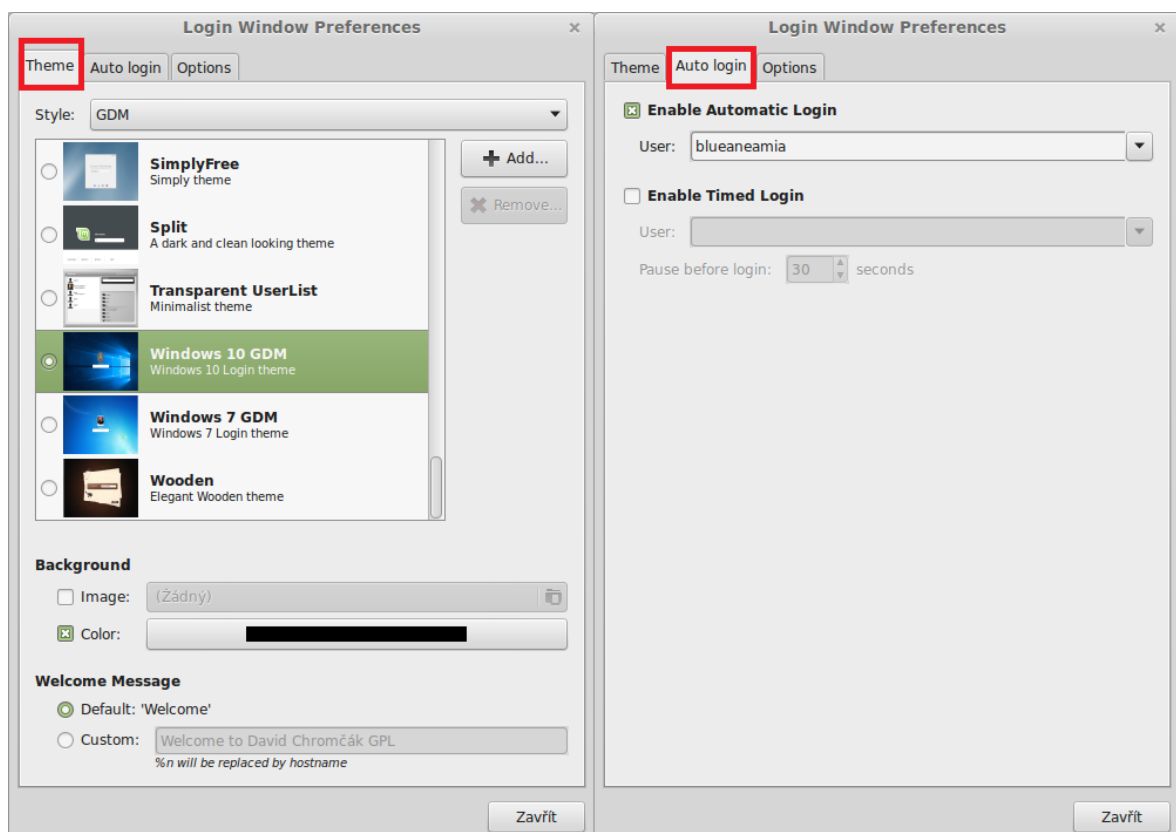 Login Window Preferences
Theme Auto login Options
Style: GDM
SimplyFree
Simply theme
Split
A dark and clean looking theme
Transparent UserList
Minimalist theme
Windows 10 GDM
Windows 10 Login theme
Windows 7 GDM
Windows 7 Login theme
Wooden
Elegant Wooden theme
Add...
Remove...
Background
Image: (Žádný)
Color:
Welcome Message
Default: 'Welcome'
Custom: Welcome to David Chromčák GPL
%n will be replaced by hostname
Zavřít
Login Window Preferences
Theme Auto login Options
Enable Automatic Login
User: blueaneamia
Enable Timed Login
User:
Pause before login: 30 seconds
Zavřít